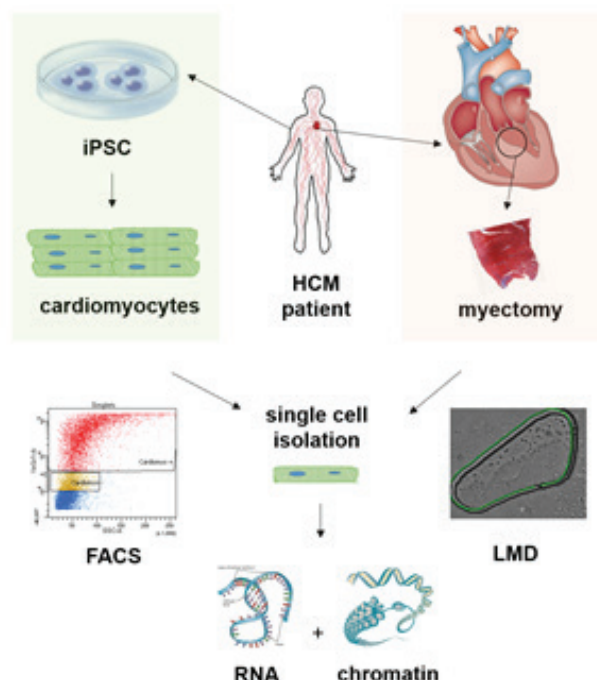 iPSC
cardiomyocytes
HCM
patient
myectomy
single cell
isolation
FACS
LMD
RNA
+
chromatin